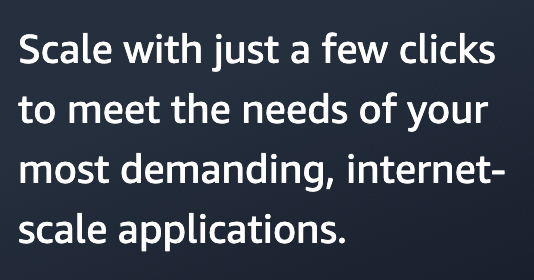 Scale with just a few clicks
to meet the needs of your
most demanding, internet-
scale applications.